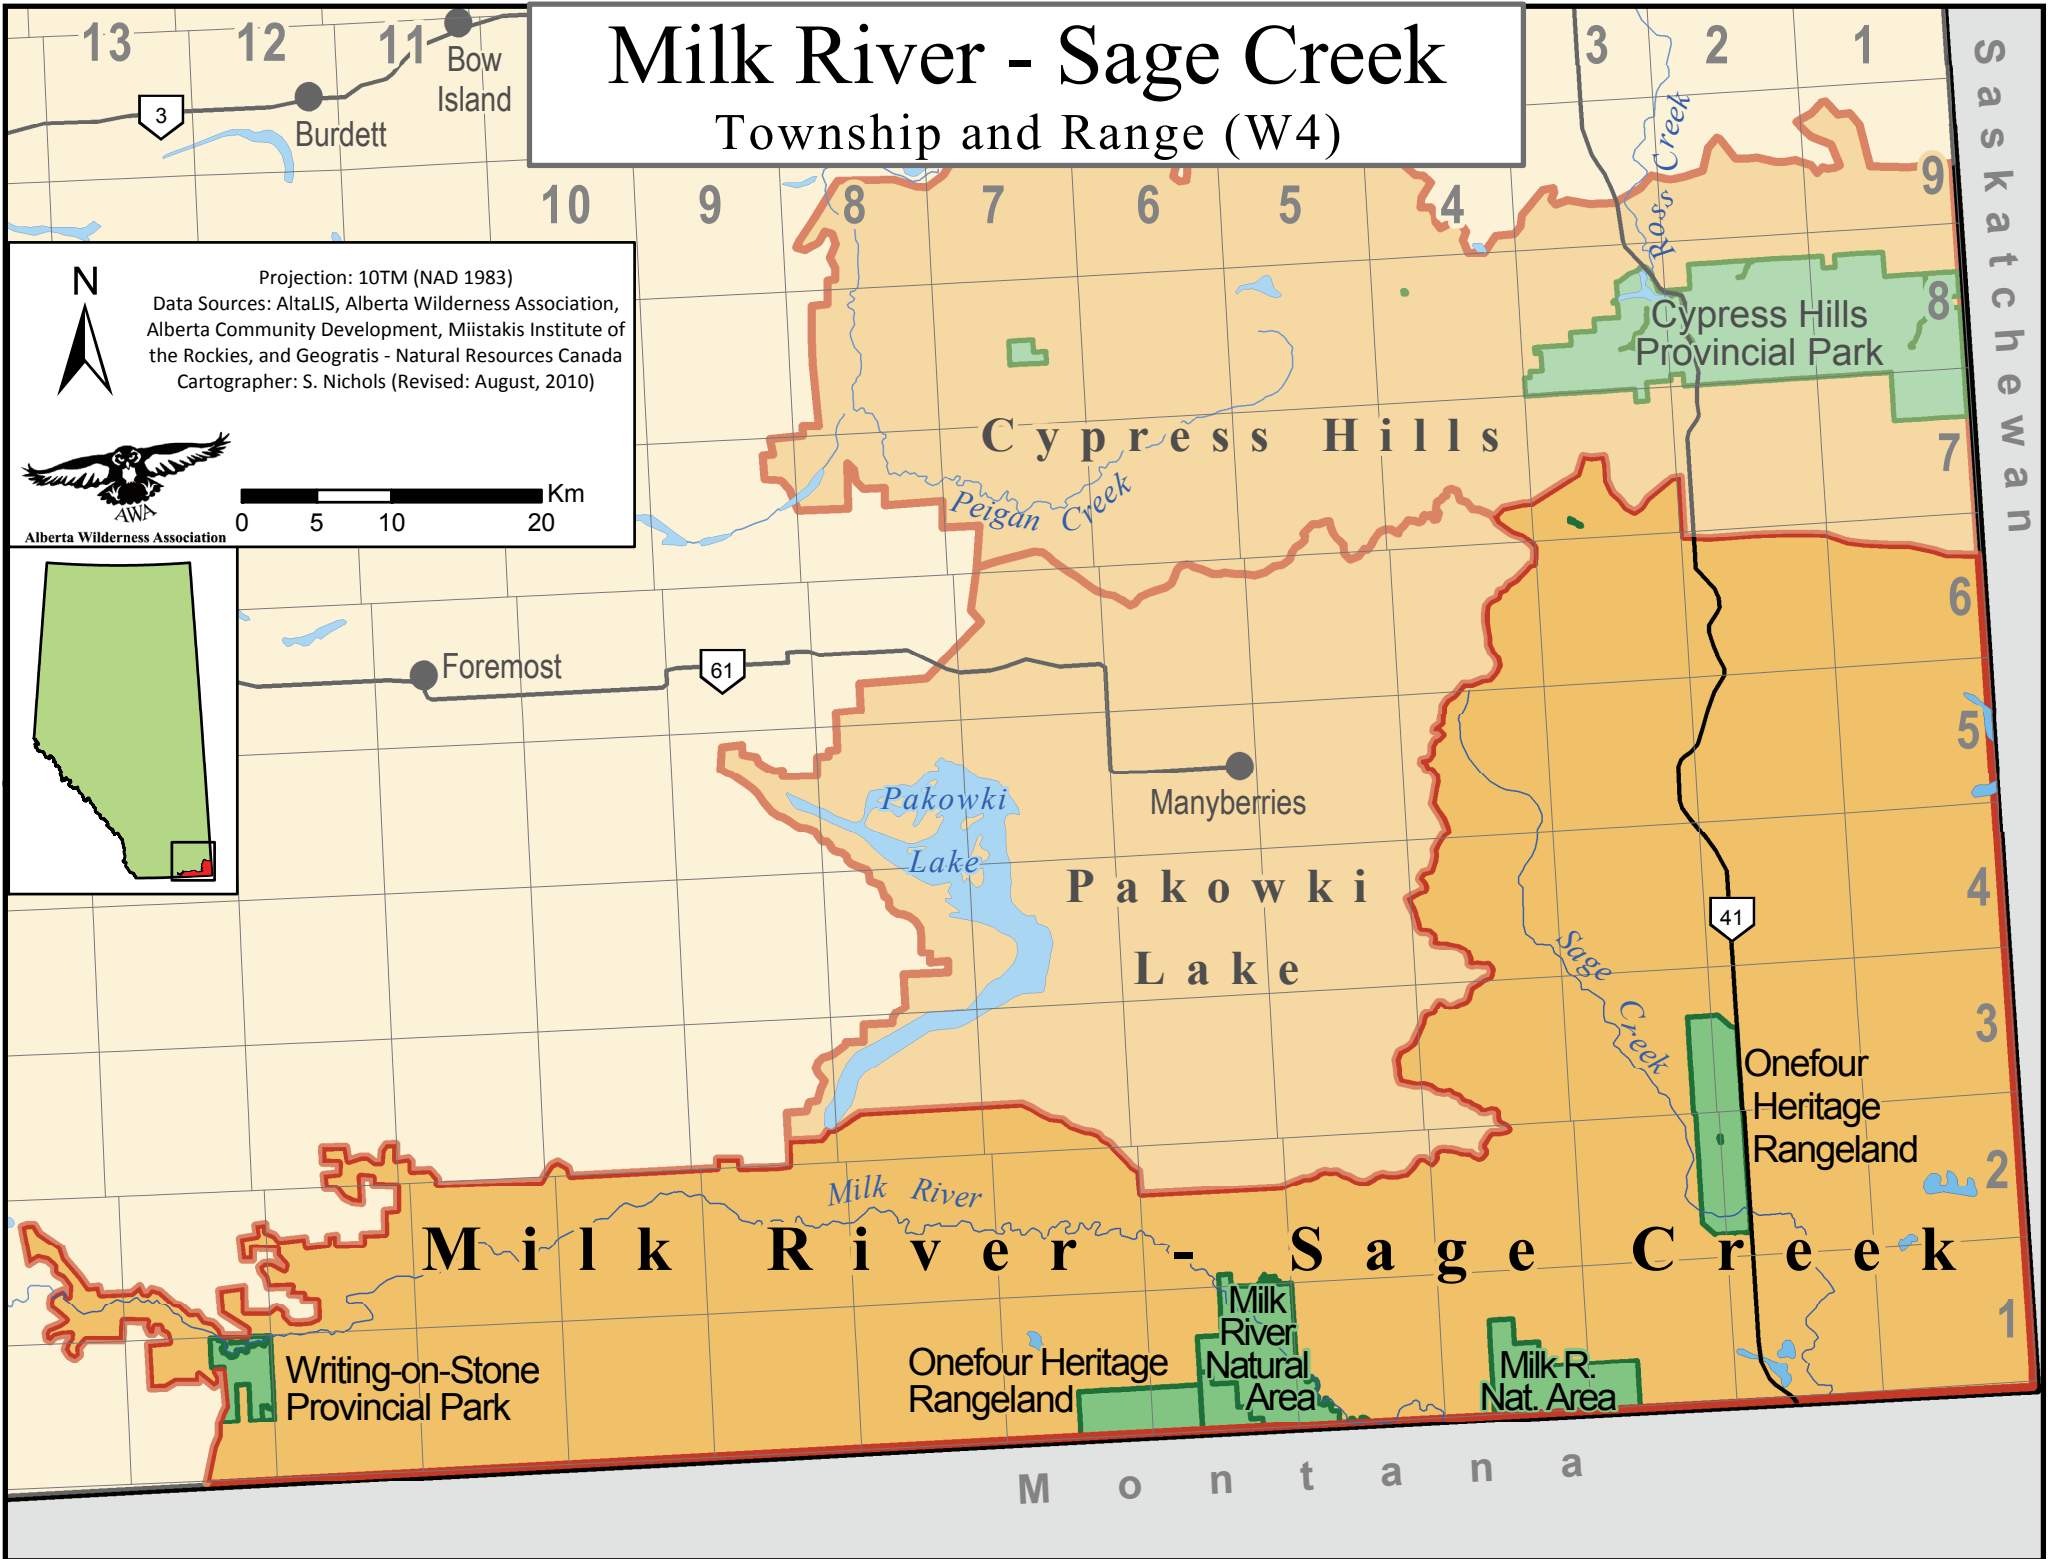 Milk River - Sage Creek
Township and Range (W4)
13
12
11
10
9
8
7
6
5
4
3
2
1
3
Bow
Island
Burdett
N
Projection: 10TM (NAD 1983)
Data Sources: AltaLIS, Alberta Wilderness Association,
Alberta Community Development, Miistakis Institute of
the Rockies, and Geogratis - Natural Resources Canada
Cartographer: S. Nichols (Revised: August, 2010)
AWA
Alberta Wilderness Association
Km
0 5 10 20
Ross Creek
Saskatchewan
9
8
7
6
5
4
3
2
1
Cypress Hills
Provincial Park
Cypress Hills
Peigan Creek
Foremost
61
Manyberries
Pakowki
Lake
Pakowki
Lake
41
Sage Creek
Onefour
Heritage
Rangeland
Milk River
Milk River - Sage Creek
Writing-on-Stone
Provincial Park
Onefour Heritage
Rangeland
Milk
River
Natural
Area
Milk R.
Nat. Area
Montana